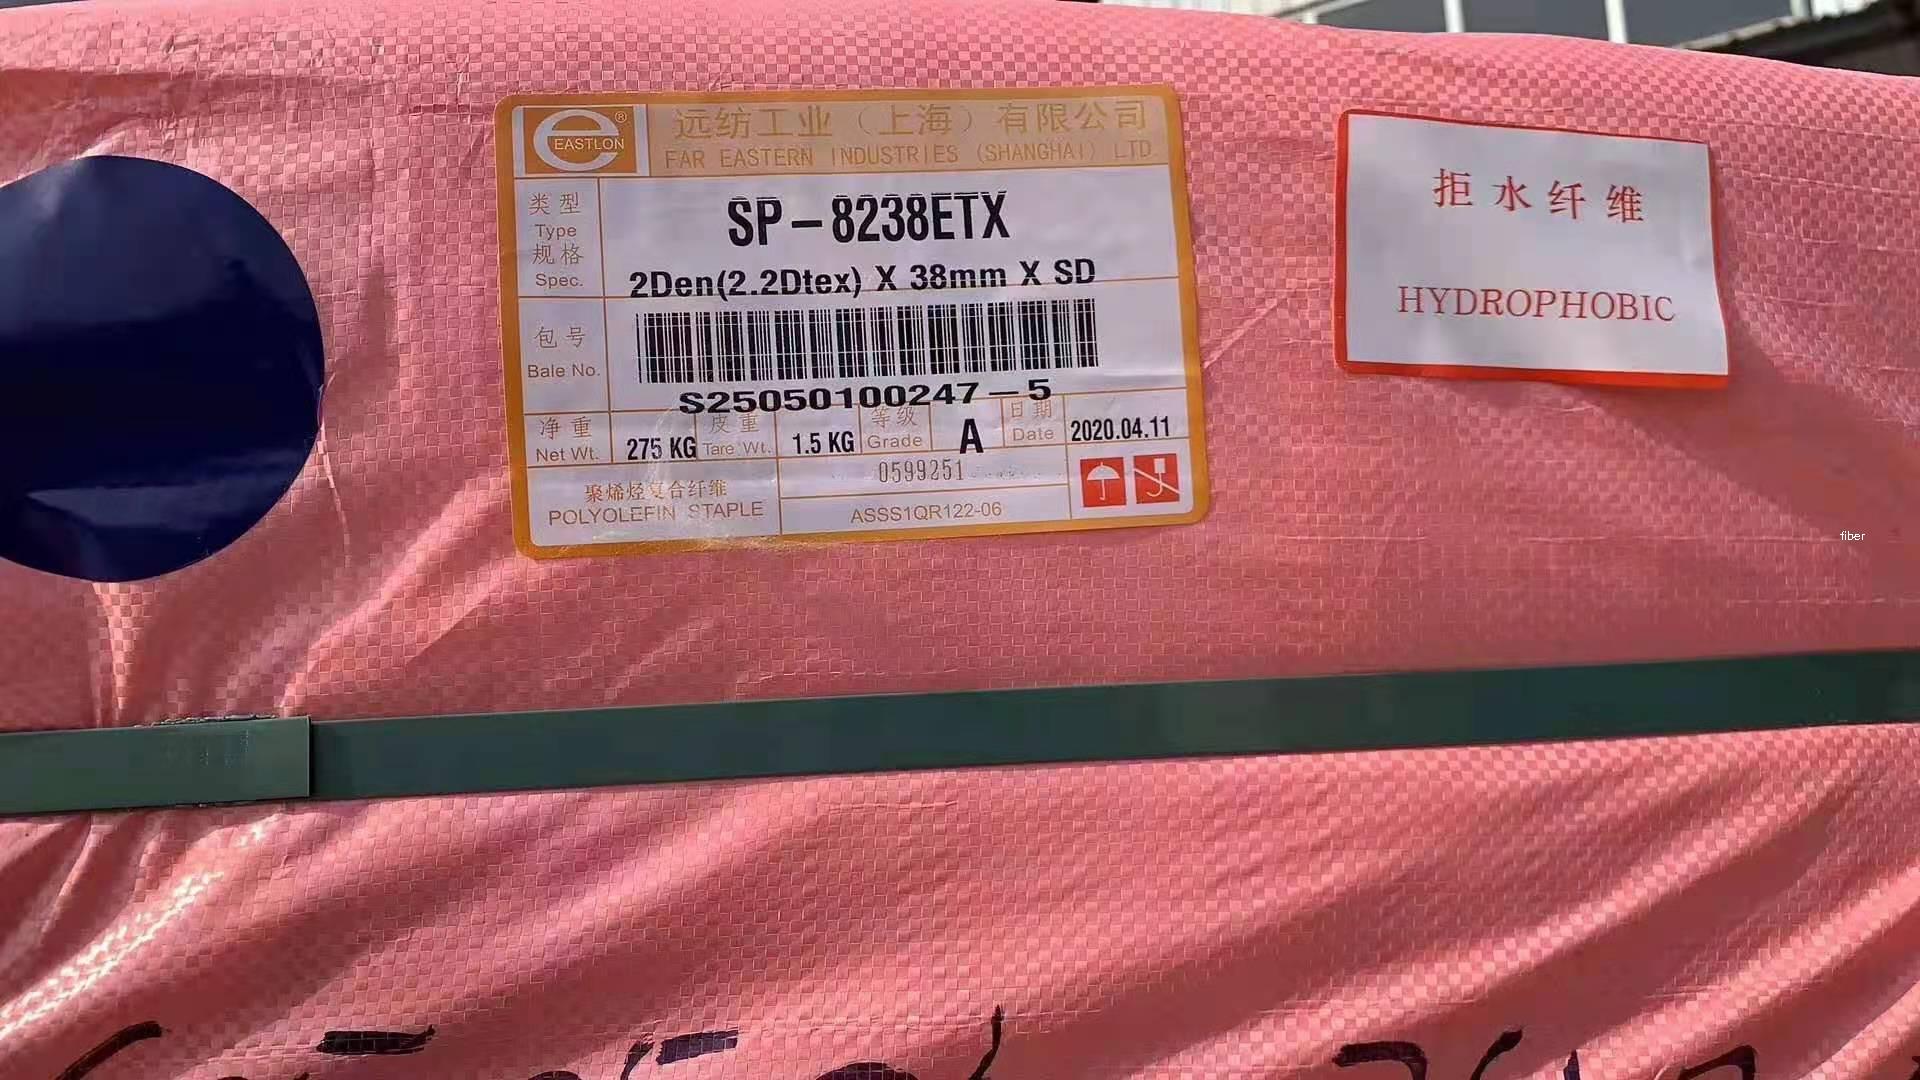 EASTLON®
远纺工业（上海）有限公司
FAR EASTERN INDUSTRIES (SHANGHAI) LTD
类型
Type
规格
Spec.
SP-8238ETX
2Den(2.2Dtex) X 38mm X SD
包号
Bale No.
S25050100247-5
净重
Net Wt.
275 KG
皮重
Tare Wt.
1.5 KG
等级
Grade
A
日期
Date
2020.04.11
聚烯烃复合纤维
POLYOLEFIN STAPLE
0599251
ASSS1QR122-06
拒水纤维
HYDROPHOBIC
fiber